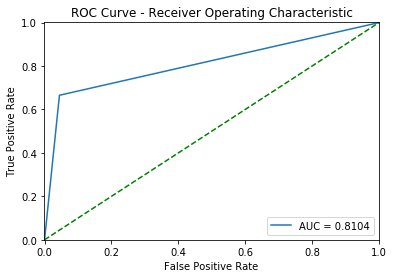 ROC Curve - Receiver Operating Characteristic
1.0
0.8
0.6
0.4
0.2
0.0
True Positive Rate
AUC = 0.8104
0.0 0.2 0.4 0.6 0.8 1.0
False Positive Rate